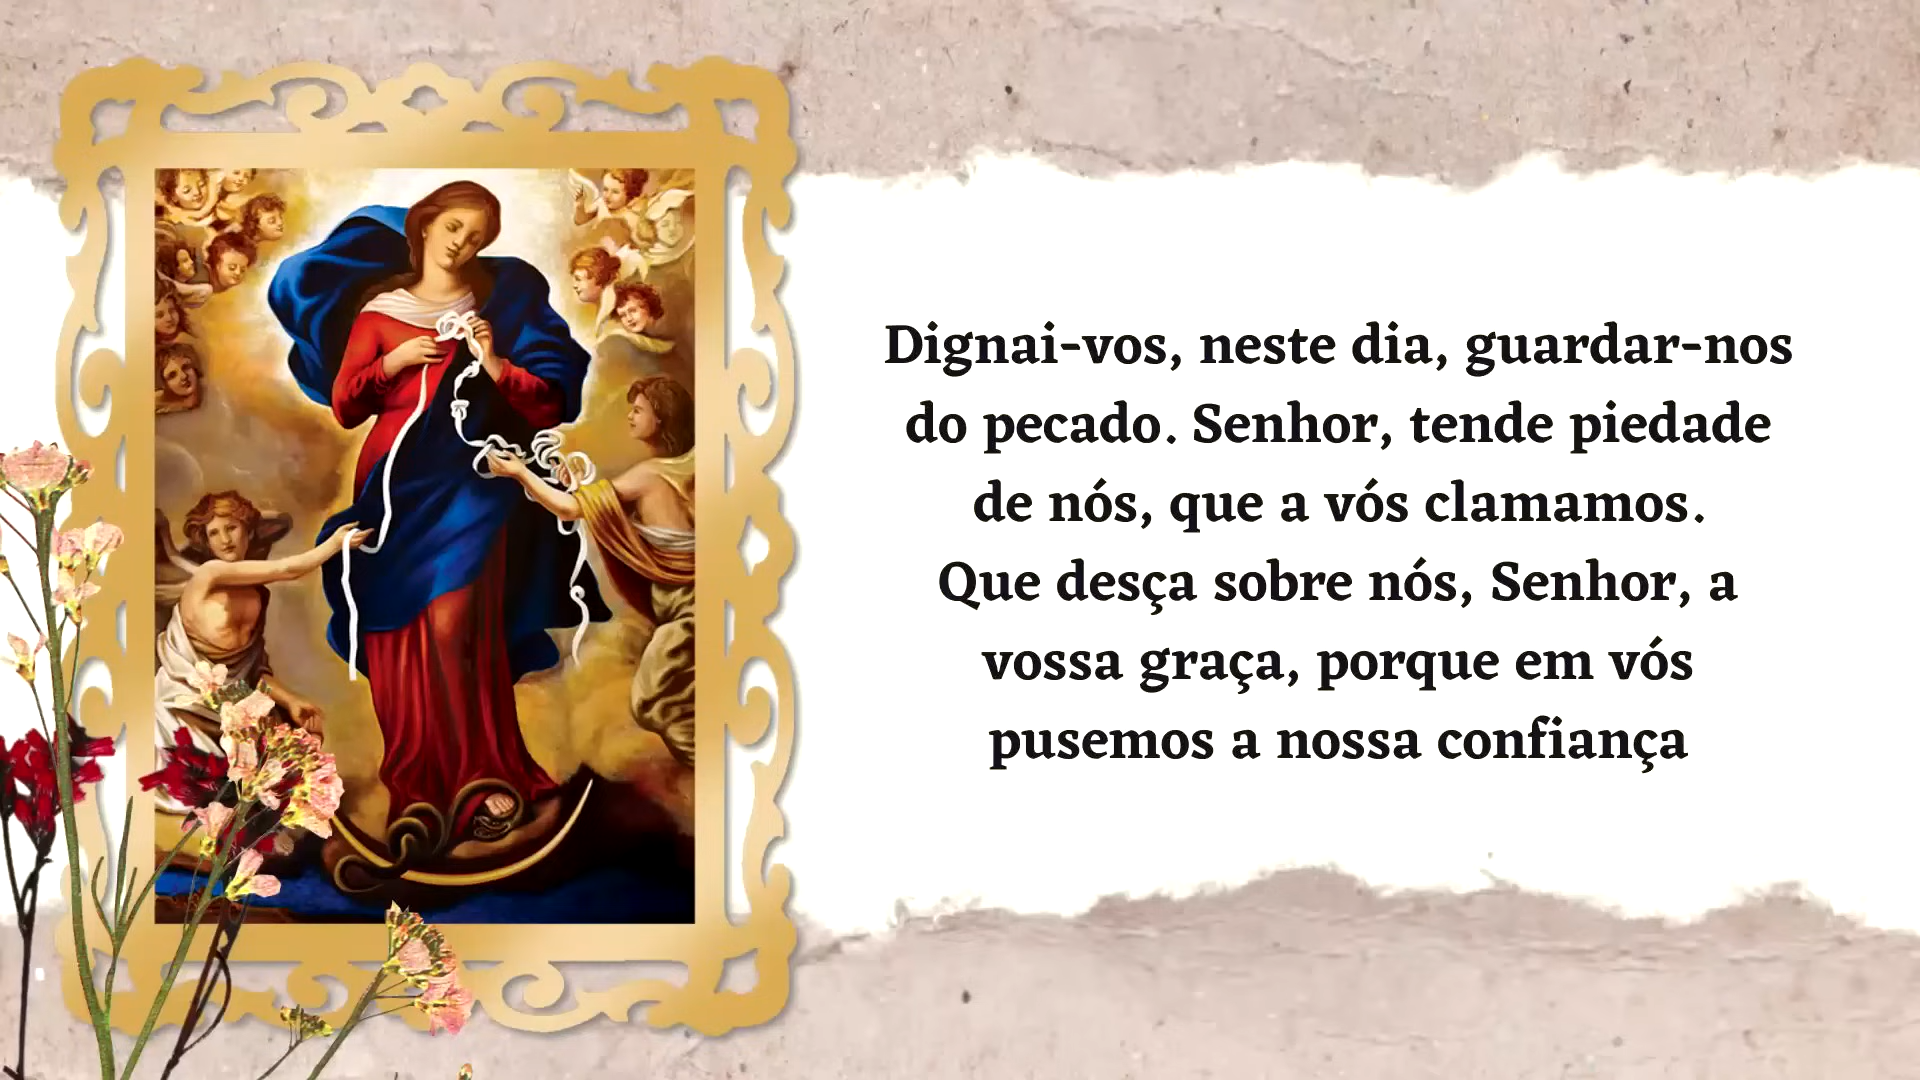 Dignai-vos, neste dia, guardar-nos
do pecado. Senhor, tende piedade
de nós, que a vós clamamos.
Que desça sobre nós, Senhor, a
vossa graça, porque em vós
pusemos a nossa confiança